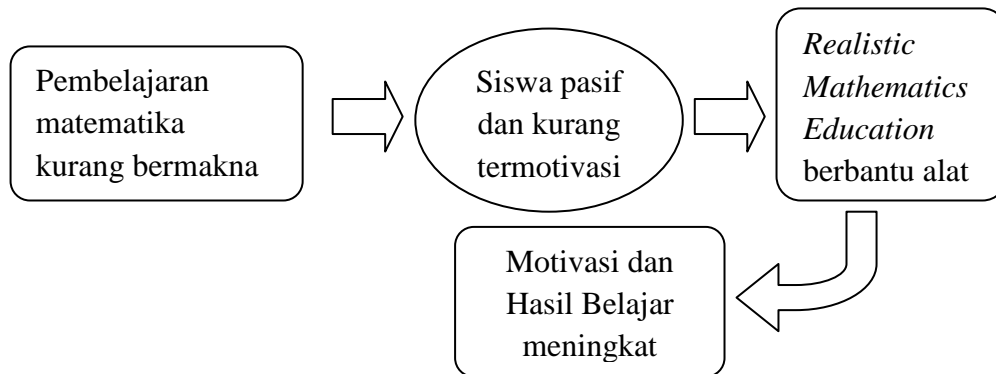 Pembelajaran
matematika
kurang bermakna
Siswa pasif
dan kurang
termotivasi
Realistic
Mathematics
Education
berbantu alat
Motivasi dan
Hasil Belajar
meningkat